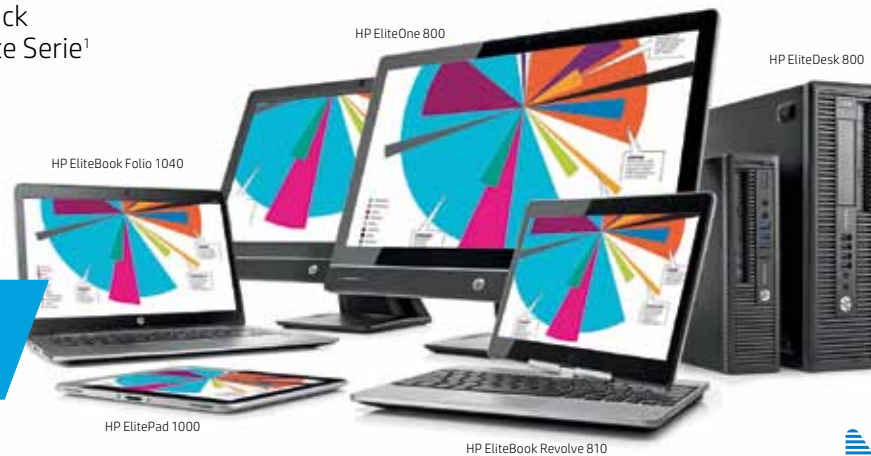 ck
te Serie¹
HP EliteOne 800
HP EliteDesk 800
HP EliteBook Folio 1040
HP ElitePad 1000
HP EliteBook Revolve 810